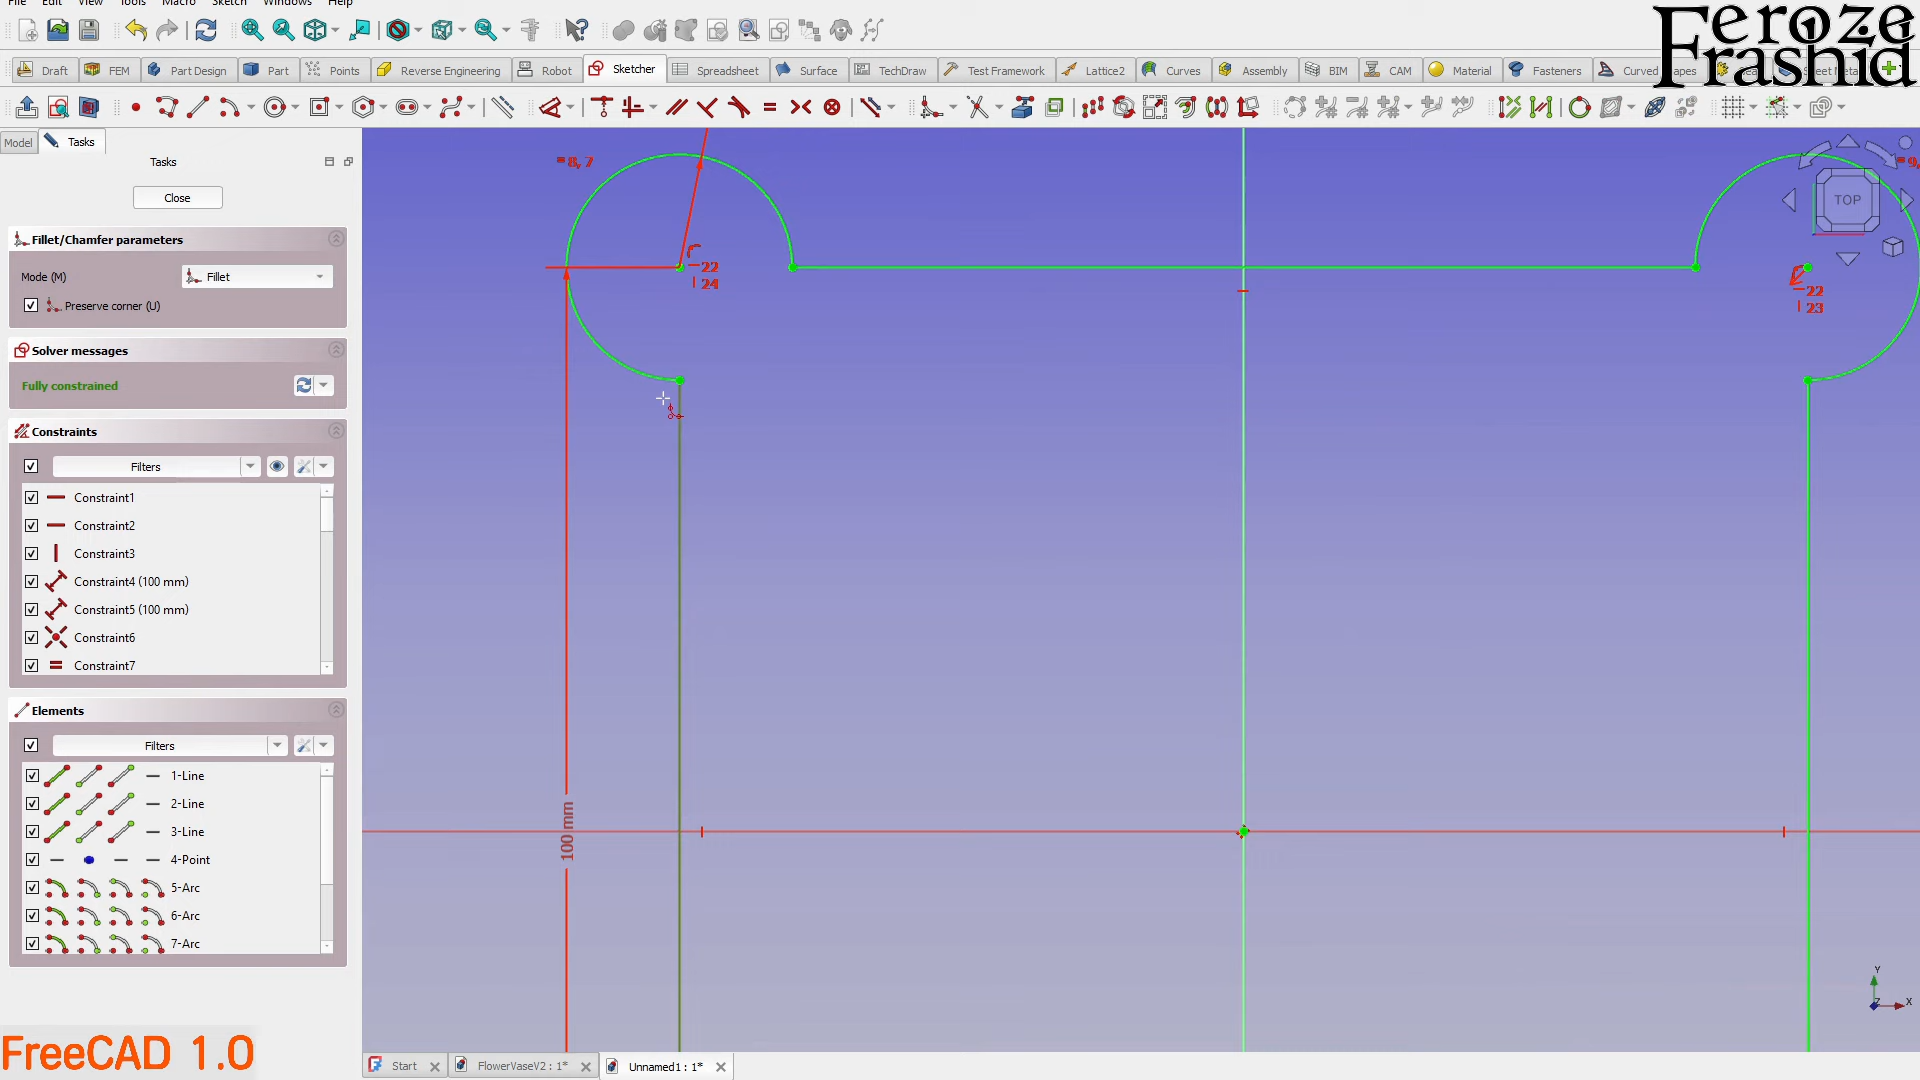 File Edit View Tools Macro Sketch Windows Help
Feroze
Frashid
Draft FEM Part Design Part Points Reverse Engineering Robot Sketcher Spreadsheet Surface TechDraw Test Framework Lattice2 Curves Assembly BIM CAM Material Fasteners
Model Tasks
Tasks
Close
Fillet/Chamfer parameters
Mode (M) Fillet
Preserve corner (U)
Solver messages
Fully constrained
Constraints
Filters
Constraint1
Constraint2
Constraint3
Constraint4 (100 mm)
Constraint5 (100 mm)
Constraint6
Constraint7
Elements
Filters
1-Line
2-Line
3-Line
4-Point
5-Arc
6-Arc
7-Arc
8, 7
22
24
9,
TOP
22
23
100 mm
Y
Z
X
FreeCAD 1.0
Start FlowerVaseV2 : 1* Unnamed1 : 1*